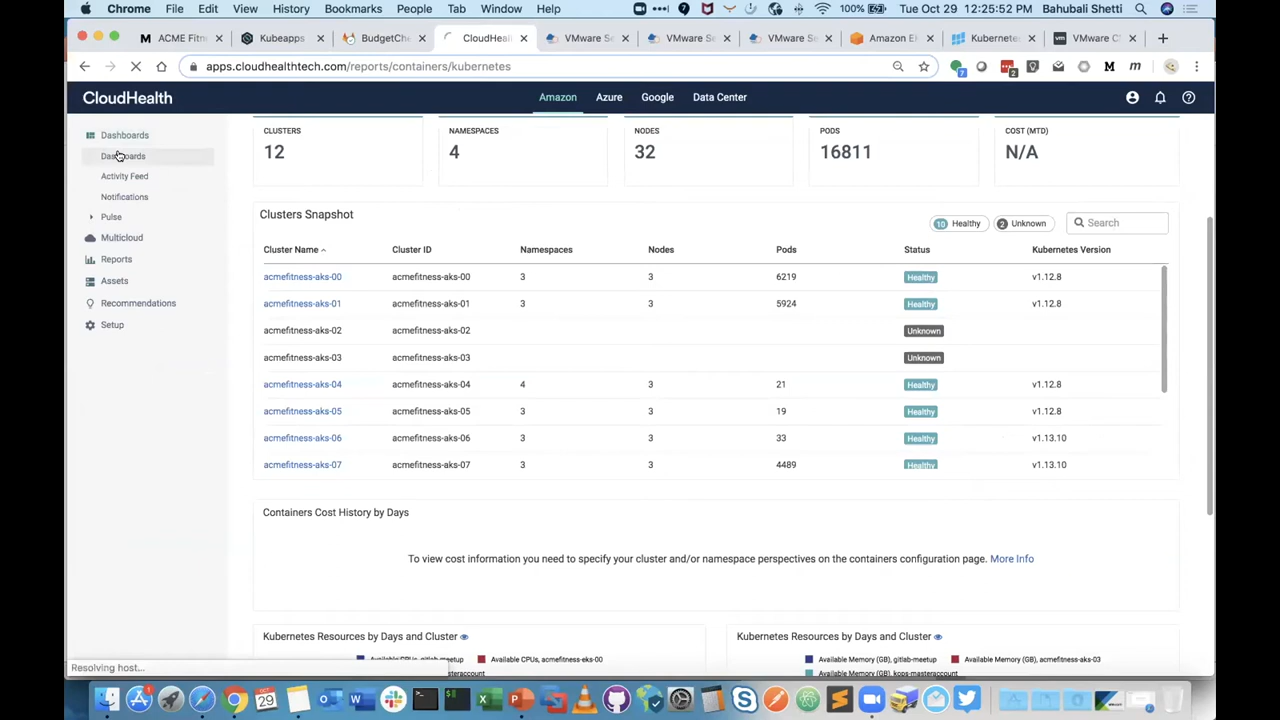 Chrome File Edit View History Bookmarks People Tab Window Help 100% Tue Oct 29 12:25:52 PM Bahubali Shetti
ACME Fitn Kubeapps BudgetChe CloudHeal VMware Se VMware Se VMware Se Amazon EK Kubernete VMware C
apps.cloudhealthtech.com/reports/containers/kubernetes
CloudHealth Amazon Azure Google Data Center
Dashboards
Dashboards
Activity Feed
Notifications
Pulse
Multicloud
Reports
Assets
Recommendations
Setup
CLUSTERS NAMESPACES NODES PODS COST (MTD)
12 4 32 16811 N/A
Clusters Snapshot 10 Healthy 2 Unknown Search
Cluster Name Cluster ID Namespaces Nodes Pods Status Kubernetes Version
acmefitness-aks-00 acmefitness-aks-00 3 3 6219 Healthy v1.12.8
acmefitness-aks-01 acmefitness-aks-01 3 3 5924 Healthy v1.12.8
acmefitness-aks-02 acmefitness-aks-02 Unknown
acmefitness-aks-03 acmefitness-aks-03 Unknown
acmefitness-aks-04 acmefitness-aks-04 4 3 21 Healthy v1.12.8
acmefitness-aks-05 acmefitness-aks-05 3 3 19 Healthy v1.12.8
acmefitness-aks-06 acmefitness-aks-06 3 3 33 Healthy v1.13.10
acmefitness-aks-07 acmefitness-aks-07 3 3 4489 Healthy v1.13.10
Containers Cost History by Days
To view cost information you need to specify your cluster and/or namespace perspectives on the containers configuration page. More Info
Kubernetes Resources by Days and Cluster Kubernetes Resources by Days and Cluster
Available CPUs, gitlab-meetup Available CPUs, acmefitness-eks-00 Available Memory (GB), gitlab-meetup Available Memory (GB), acmefitness-aks-03
Available Memory (GB), kops-masteraccount
Resolving host...